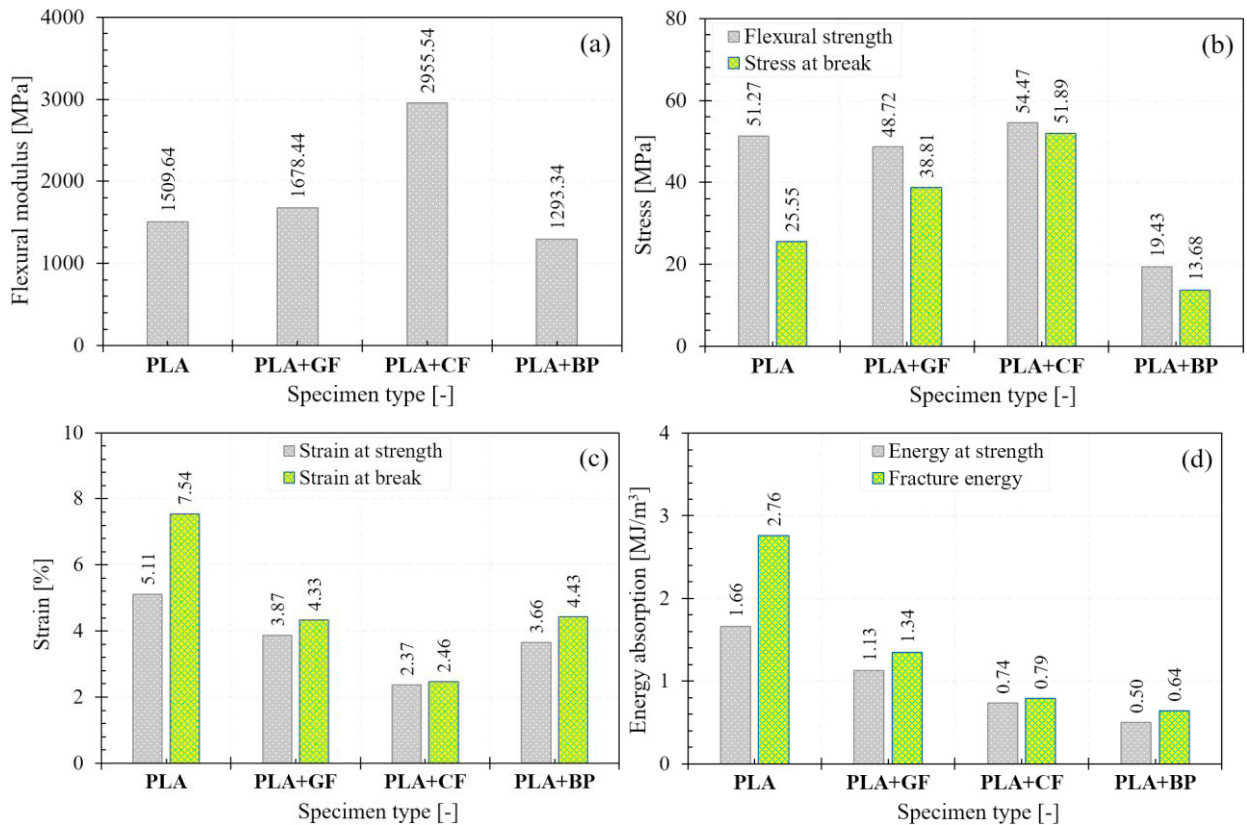 (a)
Flexural modulus [MPa]
4000
3000
2000
1000
0
1509.64
1678.44
2955.54
1293.34
PLA PLA+GF PLA+CF PLA+BP
Specimen type [-]
(b)
Flexural strength
Stress at break
Stress [MPa]
80
60
40
20
0
51.27
25.55
48.72
38.81
54.47
51.89
19.43
13.68
PLA PLA+GF PLA+CF PLA+BP
Specimen type [-]
(c)
Strain at strength
Strain at break
Strain [%]
10
8
6
4
2
0
5.11
7.54
3.87
4.33
2.37
2.46
3.66
4.43
PLA PLA+GF PLA+CF PLA+BP
Specimen type [-]
(d)
Energy at strength
Fracture energy
Energy absorption [MJ/m³]
4
3
2
1
0
1.66
2.76
1.13
1.34
0.74
0.79
0.50
0.64
PLA PLA+GF PLA+CF PLA+BP
Specimen type [-]